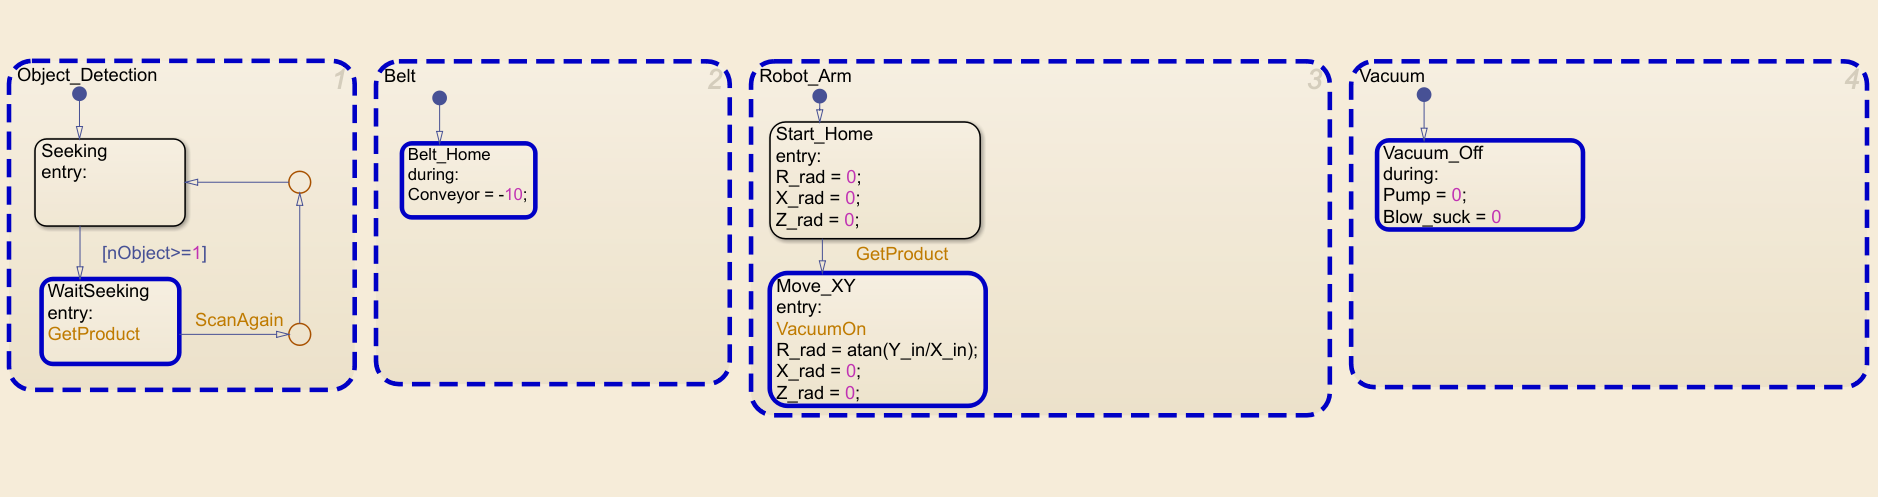 Object_Detection
1
Seeking
entry:
[nObject>=1]
WaitSeeking
entry:
GetProduct
ScanAgain
Belt
2
Belt_Home
during:
Conveyor = -10;
Robot_Arm
3
Start_Home
entry:
R_rad = 0;
X_rad = 0;
Z_rad = 0;
GetProduct
Move_XY
entry:
VacuumOn
R_rad = atan(Y_in/X_in);
X_rad = 0;
Z_rad = 0;
Vacuum
4
Vacuum_Off
during:
Pump = 0;
Blow_suck = 0